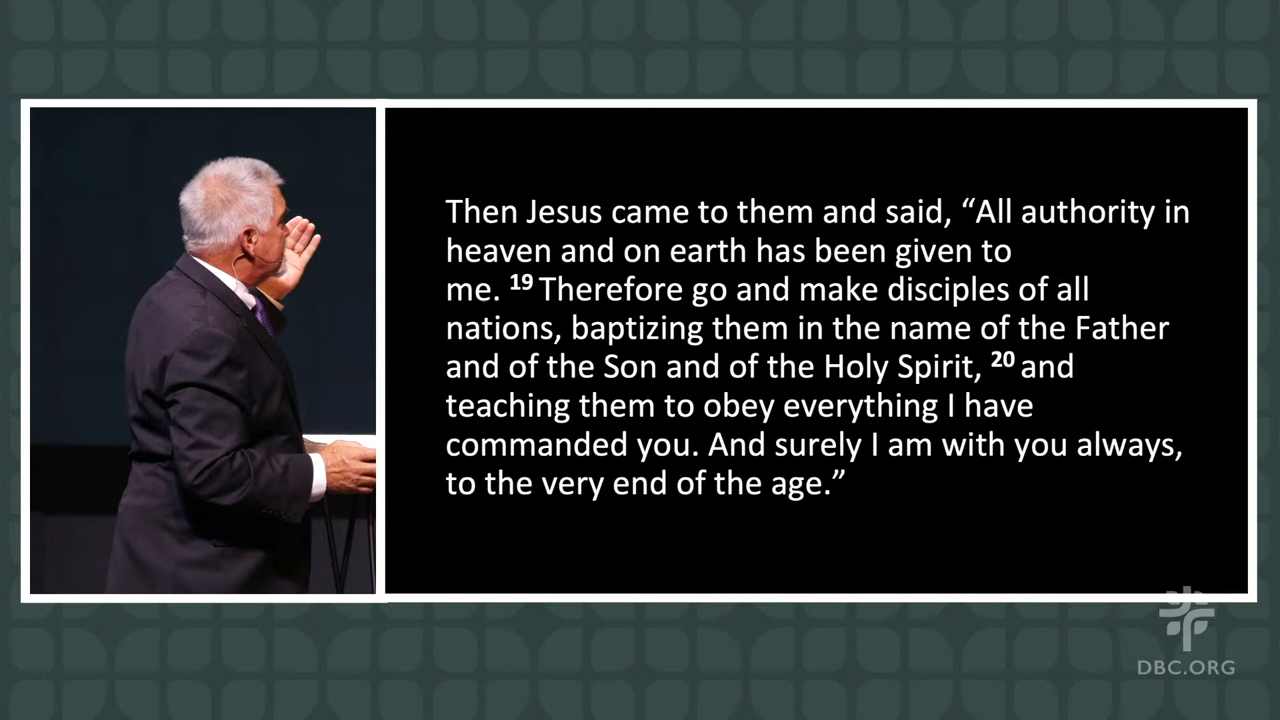 Then Jesus came to them and said, “All authority in
heaven and on earth has been given to
me. 19 Therefore go and make disciples of all
nations, baptizing them in the name of the Father
and of the Son and of the Holy Spirit, 20 and
teaching them to obey everything I have
commanded you. And surely I am with you always,
to the very end of the age.”
DBC.ORG